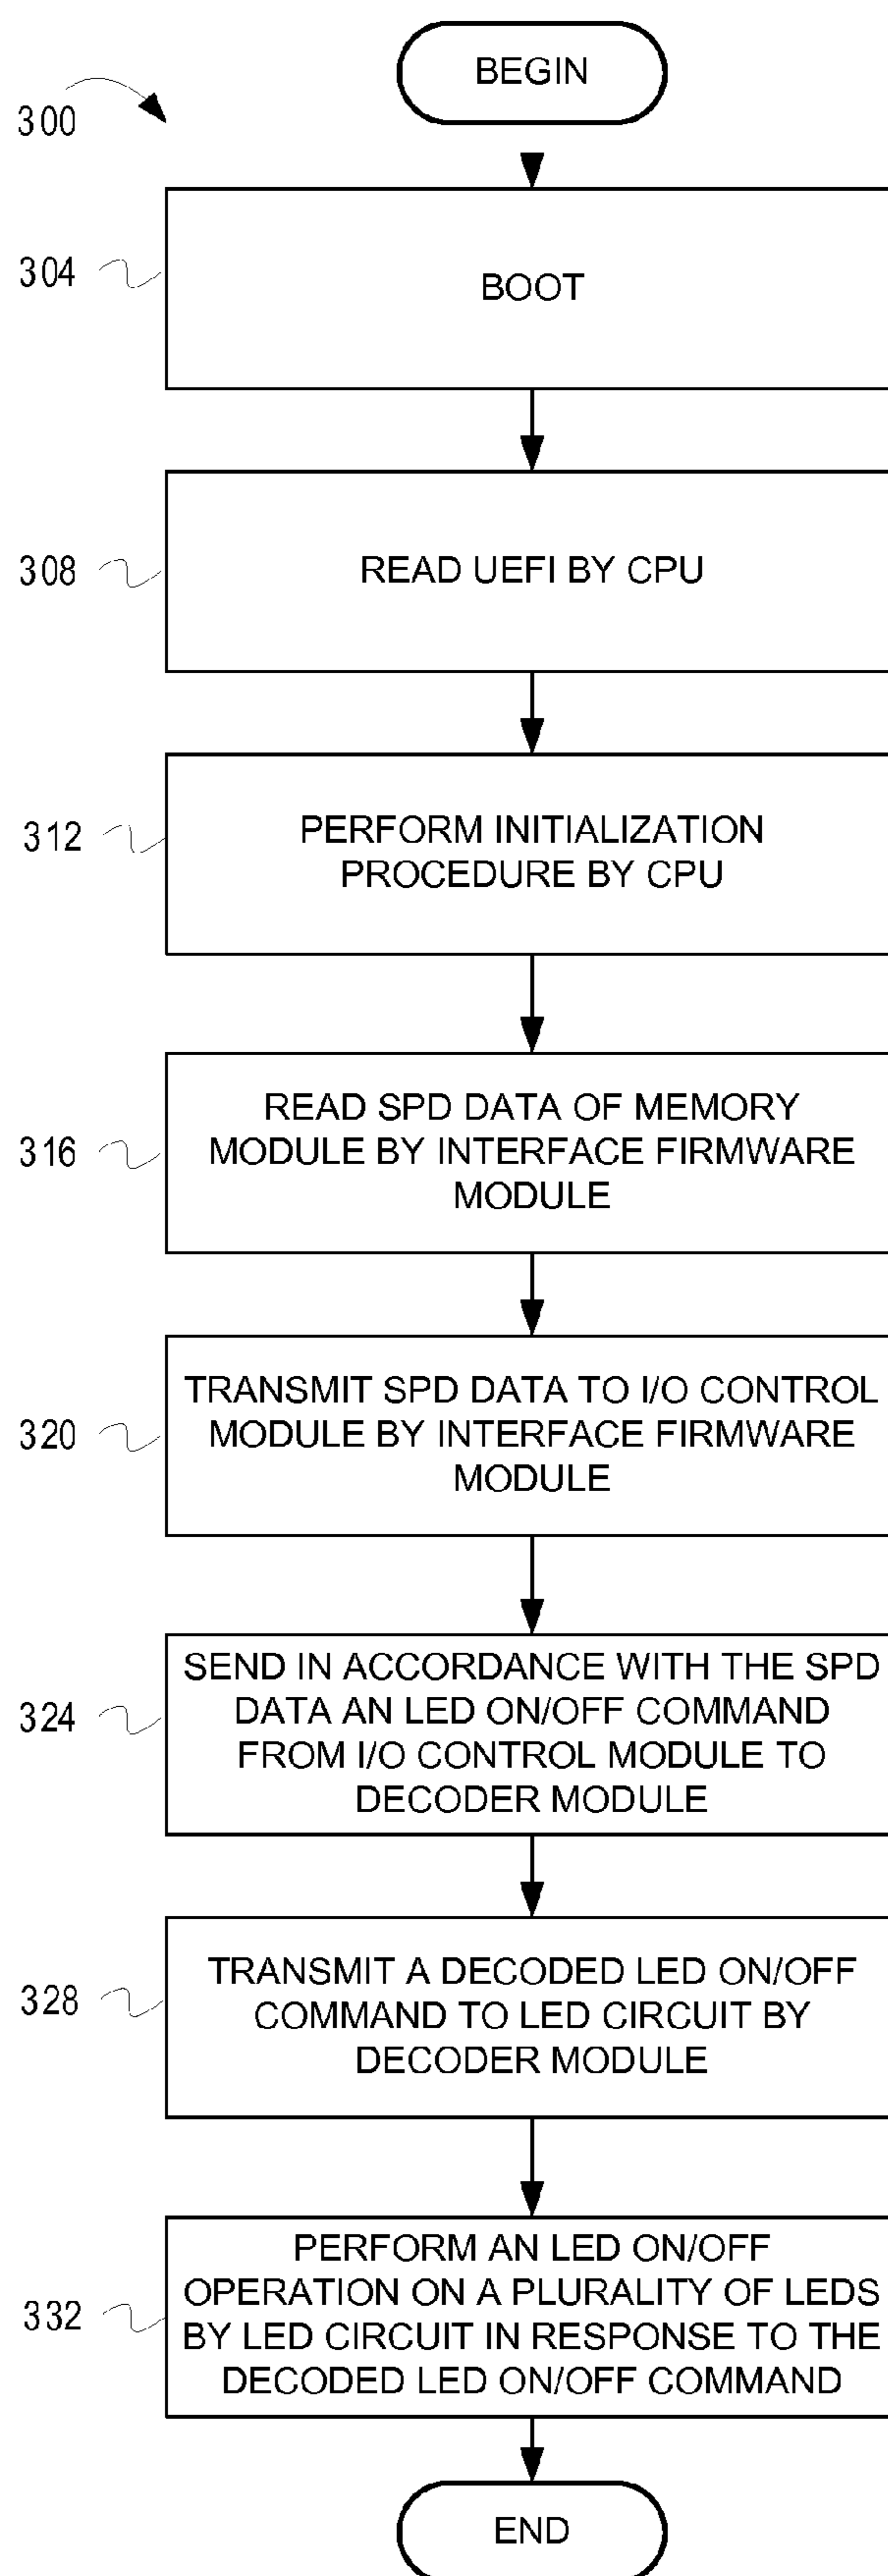 BEGIN
300
304
BOOT
308
READ UEFI BY CPU
312
PERFORM INITIALIZATION
PROCEDURE BY CPU
316
READ SPD DATA OF MEMORY
MODULE BY INTERFACE FIRMWARE
MODULE
320
TRANSMIT SPD DATA TO I/O CONTROL
MODULE BY INTERFACE FIRMWARE
MODULE
324
SEND IN ACCORDANCE WITH THE SPD
DATA AN LED ON/OFF COMMAND
FROM I/O CONTROL MODULE TO
DECODER MODULE
328
TRANSMIT A DECODED LED ON/OFF
COMMAND TO LED CIRCUIT BY
DECODER MODULE
332
PERFORM AN LED ON/OFF
OPERATION ON A PLURALITY OF LEDS
BY LED CIRCUIT IN RESPONSE TO THE
DECODED LED ON/OFF COMMAND
END